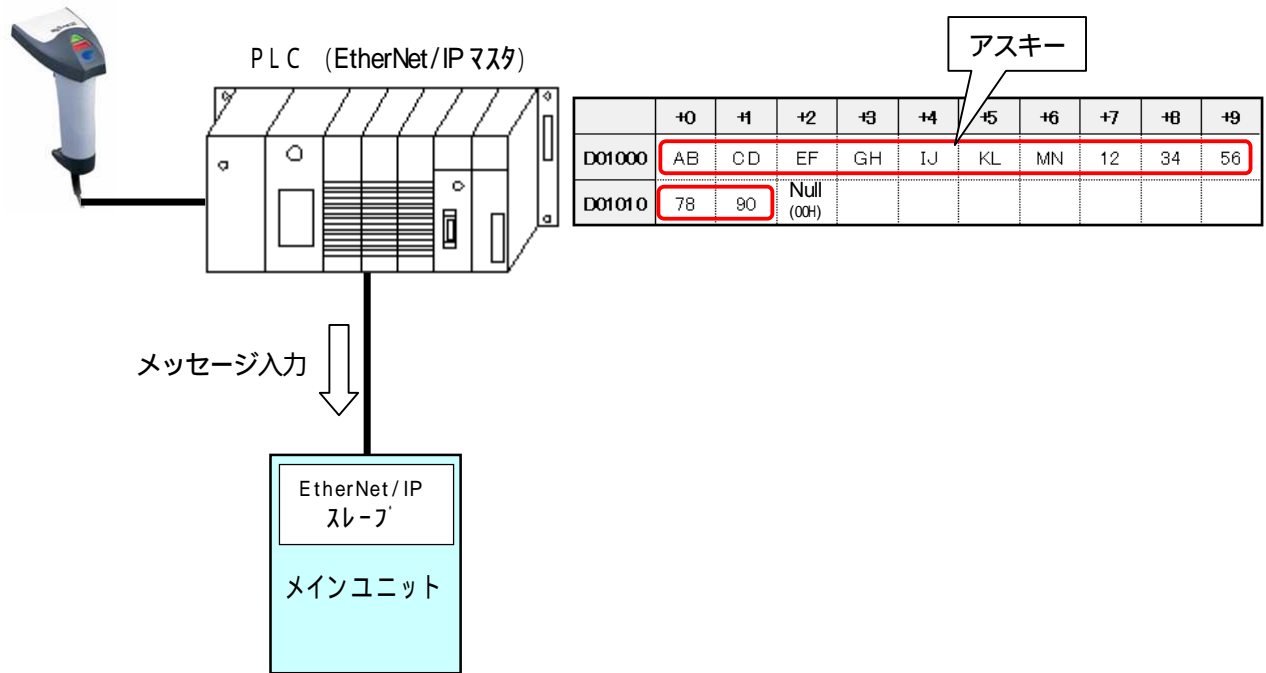 アスキー
PLC (EtherNet/IPマスタ)
+0 +1 +2 +3 +4 +5 +6 +7 +8 +9
D01000 AB CD EF GH IJ KL MN 12 34 56
D01010 78 90 Null
(00H)
メッセージ入力
EtherNet/IP
スレーブ
メインユニット